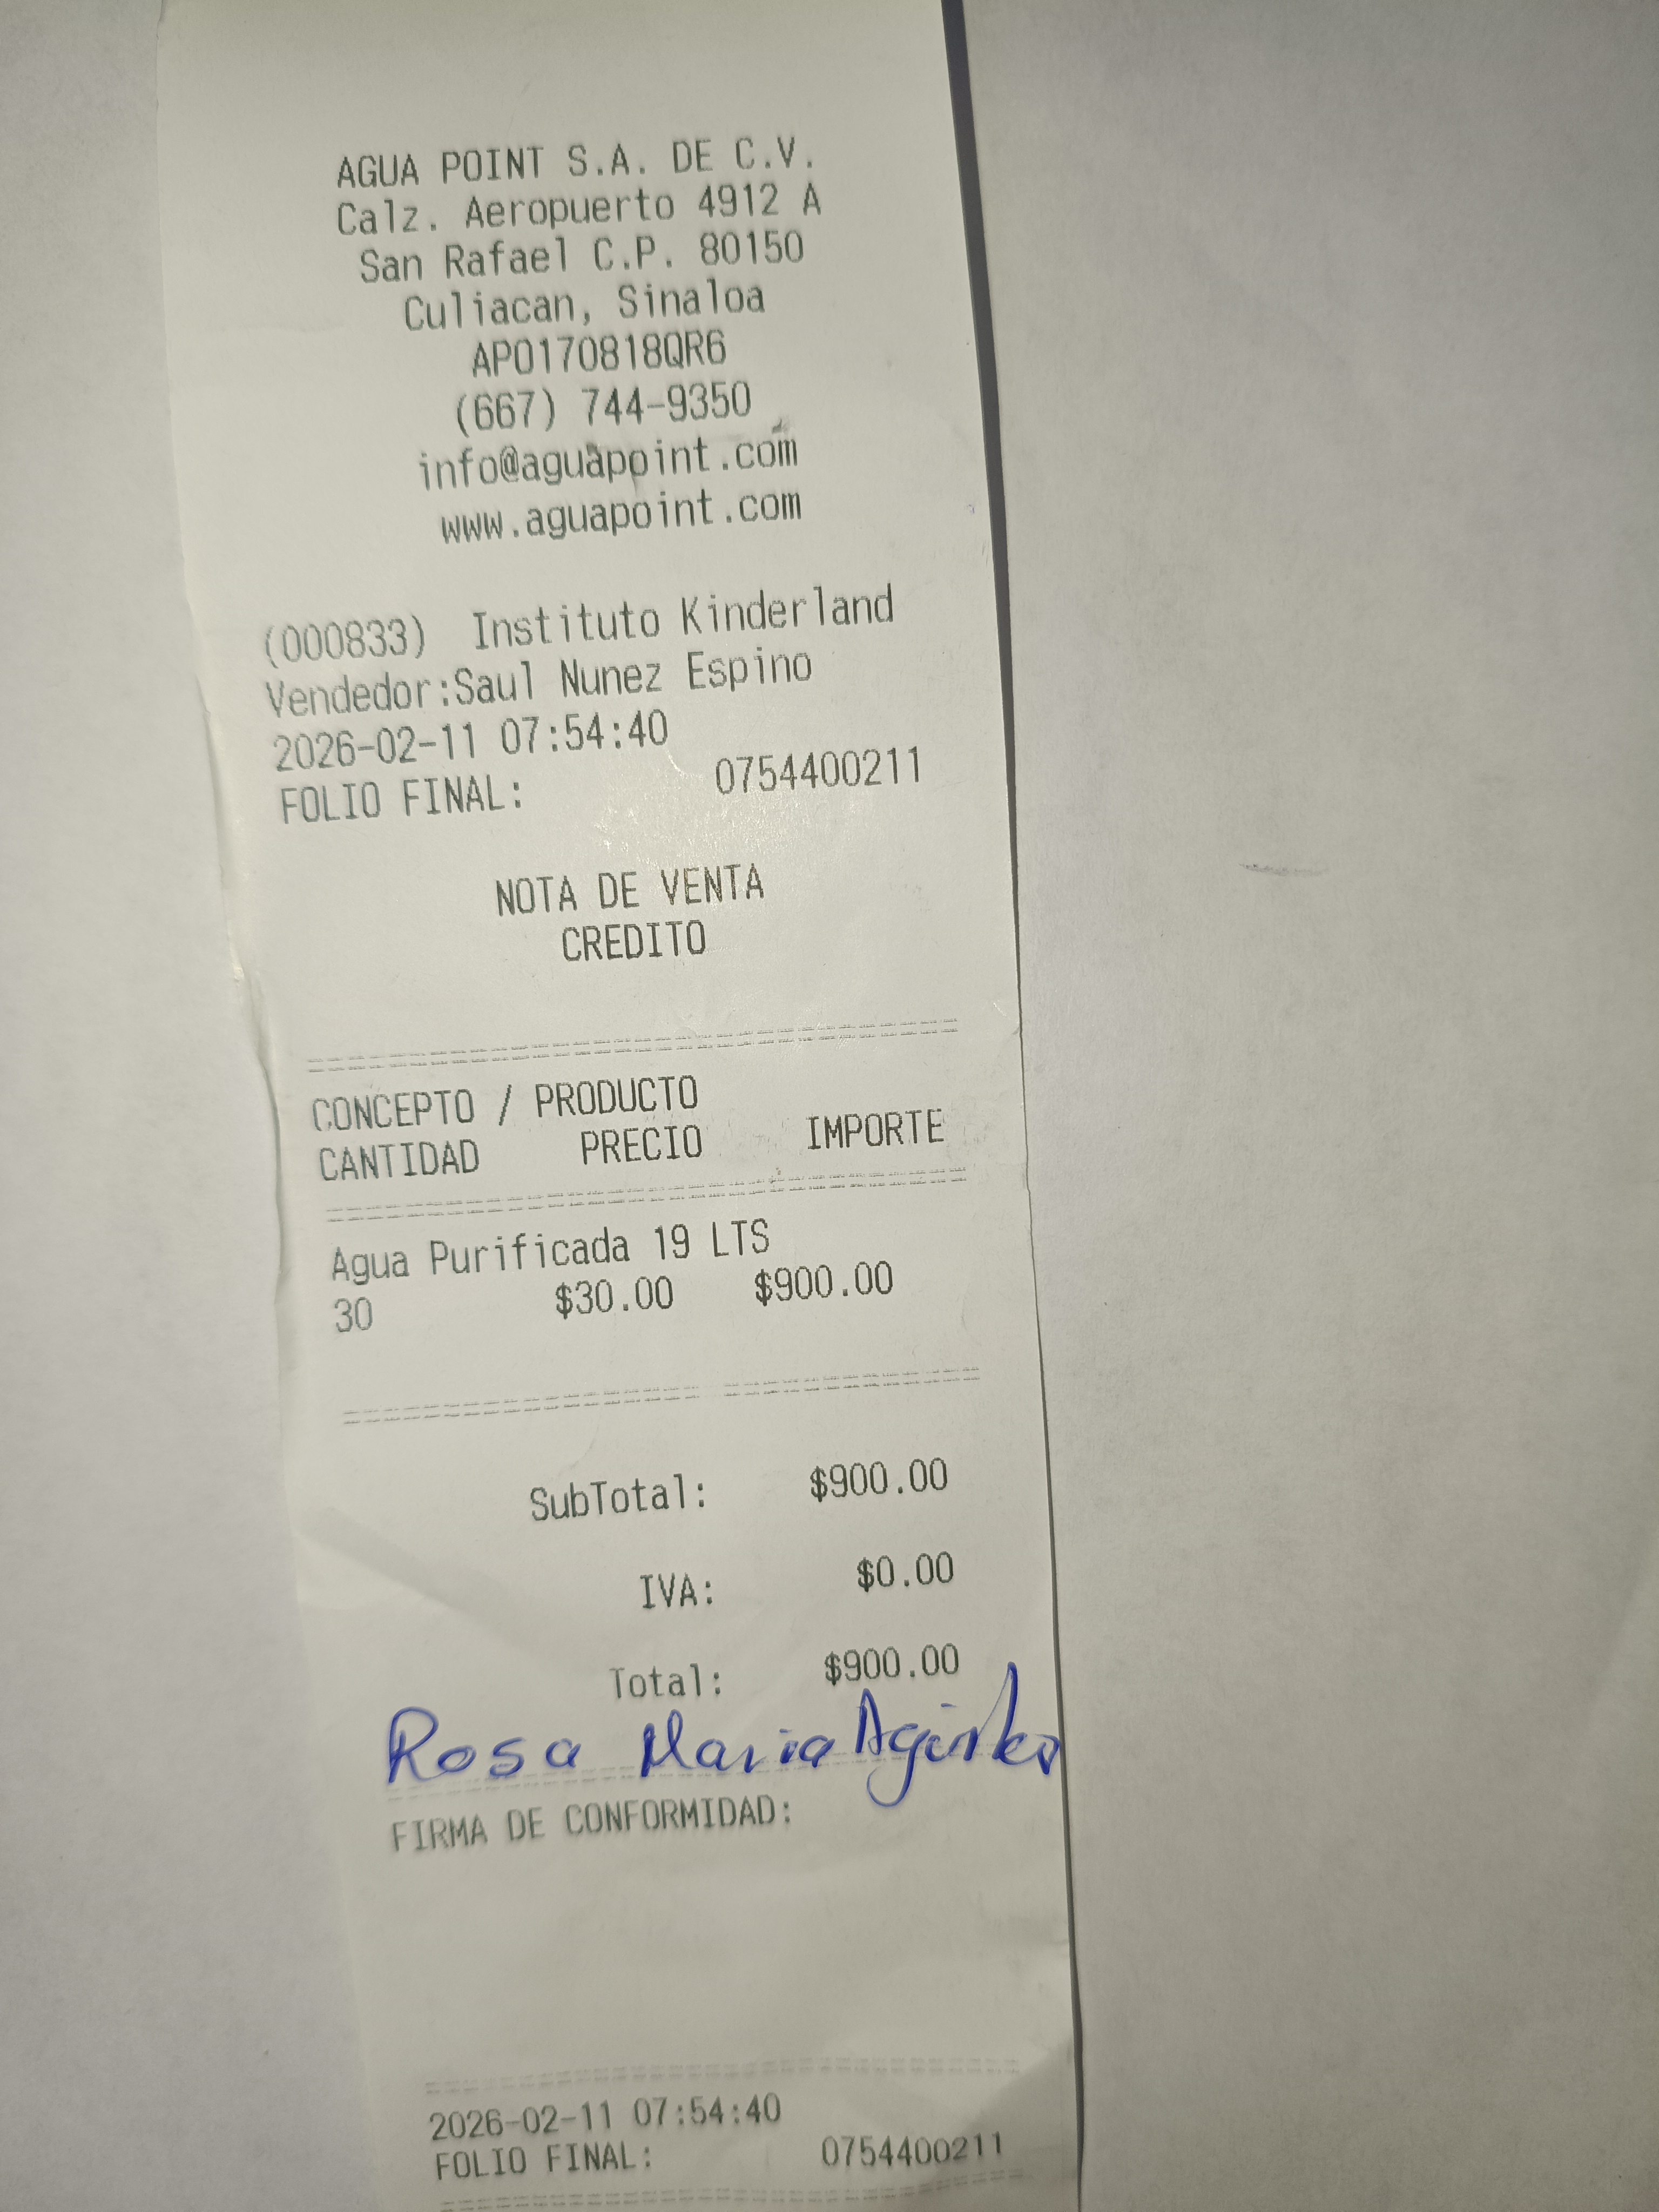 AGUA POINT S.A. DE C.V.
Calz. Aeropuerto 4912 A
San Rafael C.P. 80150
Culiacan, Sinaloa
APO170818QR6
(667) 744-9350
info@aguapoint.com
www.aguapoint.com
(000833) Instituto Kinderland
Vendedor:Saul Nunez Espino
2026-02-11 07:54:40
FOLIO FINAL: 0754400211
NOTA DE VENTA
CREDITO
CONCEPTO / PRODUCTO
CANTIDAD PRECIO IMPORTE
Agua Purificada 19 LTS
30 $30.00 $900.00
SubTotal: $900.00
IVA: $0.00
Total: $900.00
Rosa Maria
FIRMA DE CONFORMIDAD:
2026-02-11 07:54:40
FOLIO FINAL: 0754400211